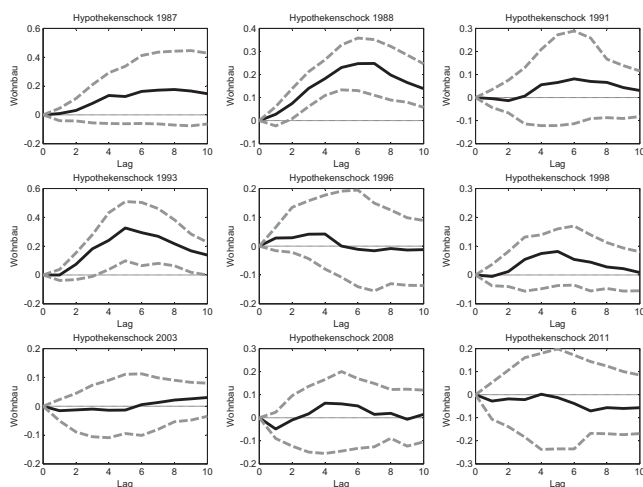 Hypothekenschock 1987
Wohnbau
0.6
0.4
0.2
0
-0.2
0 2 4 6 8 10
Lag
Hypothekenschock 1988
Wohnbau
0.4
0.3
0.2
0.1
0
-0.1
0 2 4 6 8 10
Lag
Hypothekenschock 1991
Wohnbau
0.3
0.2
0.1
0
-0.1
-0.2
0 2 4 6 8 10
Lag
Hypothekenschock 1993
Wohnbau
0.6
0.4
0.2
0
-0.2
0 2 4 6 8 10
Lag
Hypothekenschock 1996
Wohnbau
0.2
0.1
0
-0.1
-0.2
0 2 4 6 8 10
Lag
Hypothekenschock 1998
Wohnbau
0.3
0.2
0.1
0
-0.1
0 2 4 6 8 10
Lag
Hypothekenschock 2003
Wohnbau
0.2
0.1
0
-0.1
-0.2
0 2 4 6 8 10
Lag
Hypothekenschock 2008
Wohnbau
0.3
0.2
0.1
0
-0.1
-0.2
0 2 4 6 8 10
Lag
Hypothekenschock 2011
Wohnbau
0.2
0.1
0
-0.1
-0.2
-0.3
0 2 4 6 8 10
Lag